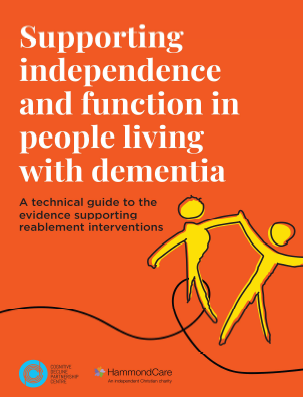 Supporting
independence
and function in
people living
with dementia
A technical guide to the
evidence supporting
reablement interventions
COGNITIVE
DECLINE
PARTNERSHIP
CENTRE
HammondCare
An independent Christian charity